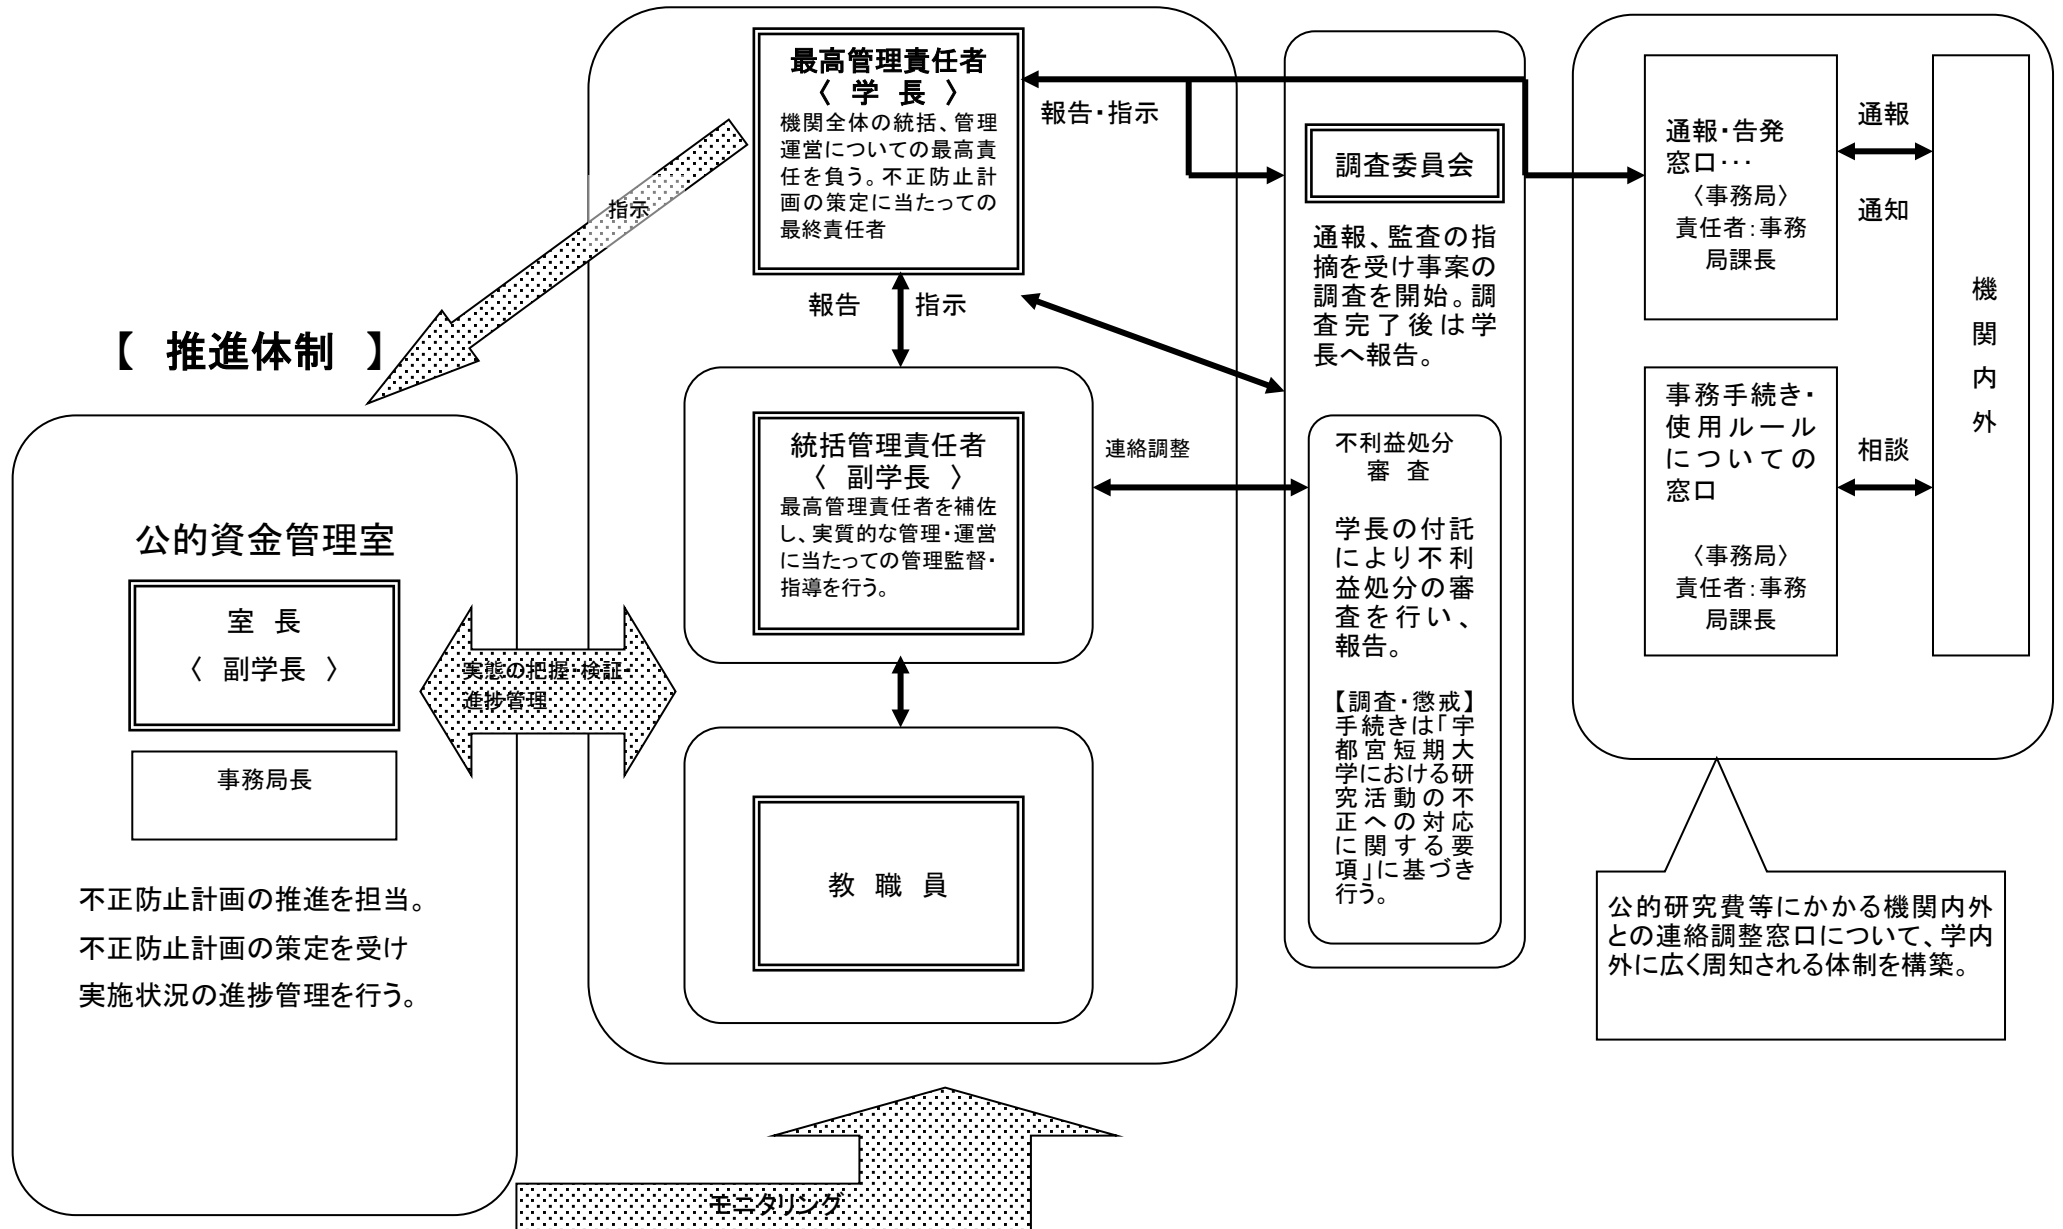 【 推進体制 】
公的資金管理室
室 長
〈 副学長 〉
事務局長
不正防止計画の推進を担当。
不正防止計画の策定を受け
実施状況の進捗管理を行う。
指示
実態の把握・検証・
進捗管理
モニタリング
最高管理責任者
〈 学 長 〉
機関全体の統括、管理
運営についての最高責
任を負う。不正防止計
画の策定に当たっての
最終責任者
報告 指示
統括管理責任者
〈 副学長 〉
最高管理責任者を補佐
し、実質的な管理・運営
に当たっての管理監督・
指導を行う。
教 職 員
報告・指示
連絡調整
調査委員会
通報、監査の指
摘を受け事案の
調査を開始。調
査完了後は学
長へ報告。
不利益処分
審 査
学長の付託
により不利
益処分の審
査を行い、
報告。
【調査・懲戒】
手続きは「宇
都宮短期大
学における研
究活動の不
正への対応
に関する要
項」に基づき
行う。
通報・告発
窓口・・・
〈事務局〉
責任者：事務
局課長
通報
通知
事務手続き・
使用ルール
についての
窓口
〈事務局〉
責任者：事務
局課長
相談
機
関
内
外
公的研究費等にかかる機関内外
との連絡調整窓口について、学内
外に広く周知される体制を構築。